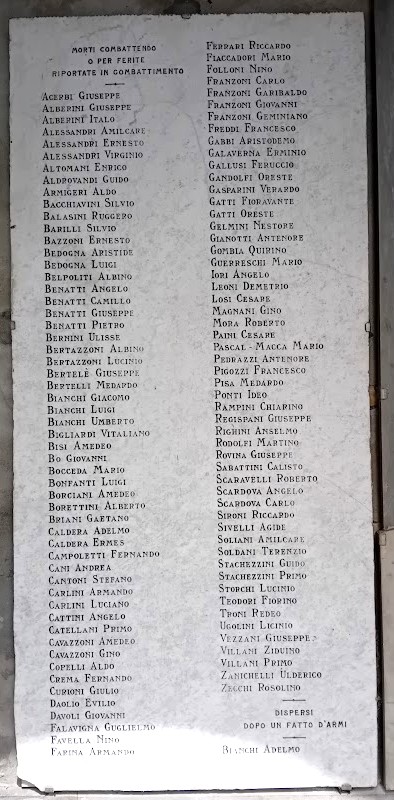 MORTI COMBATTENDO
O PER FERITE
RIPORTATE IN COMBATTIMENTO
ACERBI GIUSEPPE
ALBERINI GIUSEPPE
ALBERINI ITALO
ALESSANDRI AMILCARE
ALESSANDRI ERNESTO
ALESSANDRI VIRGINIO
ALTOMANI ENRICO
ALDROVANDI GUIDO
ARMIGERI ALDO
BACCHIAVINI SILVIO
BALASINI RUGGERO
BARILLI SILVIO
BAZZONI ERNESTO
BEDOGNA ARISTIDE
BEDOGNA LUIGI
BELPOLITI ALBINO
BENATTI ANGELO
BENATTI CAMILLO
BENATTI GIUSEPPE
BENATTI PIETRO
BERNINI ULISSE
BERTAZZONI ALBINO
BERTAZZONI LUCINIO
BERTELÈ GIUSEPPE
BERTELLI MEDARDO
BIANCHI GIACOMO
BIANCHI LUIGI
BIANCHI UMBERTO
BIGLIARDI VITALIANO
BISI AMEDEO
BO GIOVANNI
BOCCEDA MARIO
BONFANTI LUIGI
BORCIANI AMEDEO
BORETTINI ALBERTO
BRIANI GAETANO
CALDERA ADELMO
CALDERA ERMES
CAMPOLETTI FERNANDO
CANI ANDREA
CANTONI STEFANO
CARLINI ARMANDO
CARLINI LUCIANO
CATTINI ANGELO
CATELLANI PRIMO
CAVAZZONI AMEDEO
CAVAZZONI GINO
COPELLI ALDO
CREMA FERNANDO
CURIONI GIULIO
DAOLIO EVILIO
DAVOLI GIOVANNI
FALAVIGNA GUGLIELMO
FAVELLA NINO
FARINA ARMANDO
FERRARI RICCARDO
FIACCADORI MARIO
FOLLONI NINO
FRANZONI CARLO
FRANZONI GARIBALDO
FRANZONI GIOVANNI
FRANZONI GEMINIANO
FREDDI FRANCESCO
GABBI ARISTODEMO
GALAVERNA ERMINIO
GALLUSI FERUCCIO
GANDOLFI ORESTE
GASPARINI VERARDO
GATTI FIORAVANTE
GATTI ORESTE
GELMINI NESTORE
GIANOTTI ANTENORE
GOMBIA QUIRINO
GUERRESCHI MARIO
IORI ANGELO
LEONI DEMETRIO
LOSI CESARE
MAGNANI GINO
MORA ROBERTO
PAINI CESARE
PASCAL - MACCA MARIO
PEDRAZZI ANTENORE
PIGOZZI FRANCESCO
PISA MEDARDO
PONTI IDEO
RAMPINI CHIARINO
REGISPANI GIUSEPPE
RIGHINI ANSELMO
RODOLFI MARTINO
ROVINA GIUSEPPE
SABATTINI CALISTO
SCARAVELLI ROBERTO
SCARDOVA ANGELO
SCARDOVA CARLO
SIRONI RICCARDO
SIVELLI AGIDE
SOLIANI AMILCARE
SOLDANI TERENZIO
STACHEZZINI GUIDO
STACHEZZINI PRIMO
STORCHI LUCINIO
TEODORI FIORINO
TRONI REDEO
UGOLINI LICINIO
VEZZANI GIUSEPPE
VILLANI ZIDUINO
VILLANI PRIMO
ZANICHELLI ULDERICO
ZECCHI ROSOLINO
DISPERSI
DOPO UN FATTO D'ARMI
BIANCHI ADELMO